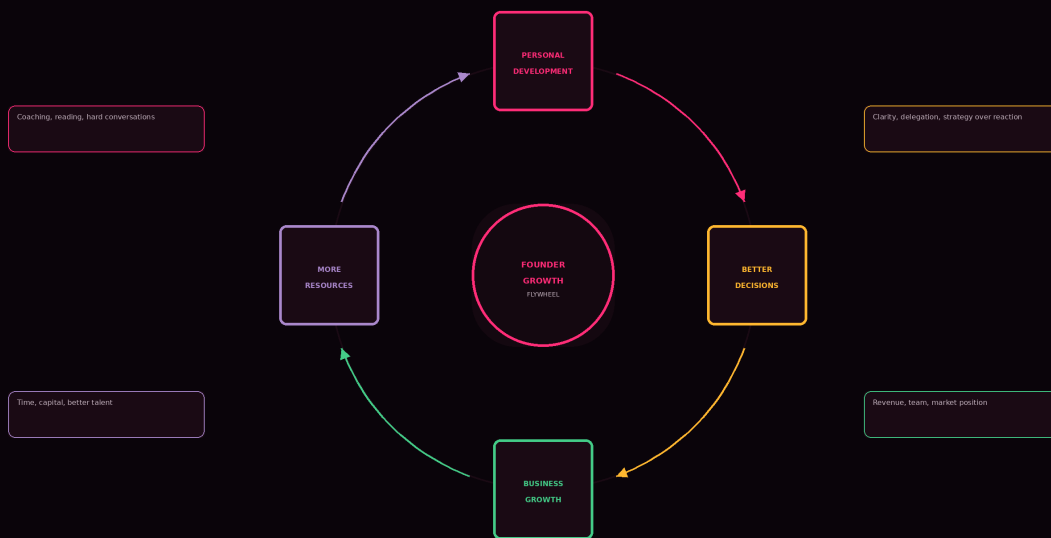 PERSONAL
DEVELOPMENT
Coaching, reading, hard conversations
Clarity, delegation, strategy over reaction
MORE
RESOURCES
FOUNDER
GROWTH
FLYWHEEL
BETTER
DECISIONS
Time, capital, better talent
Revenue, team, market position
BUSINESS
GROWTH